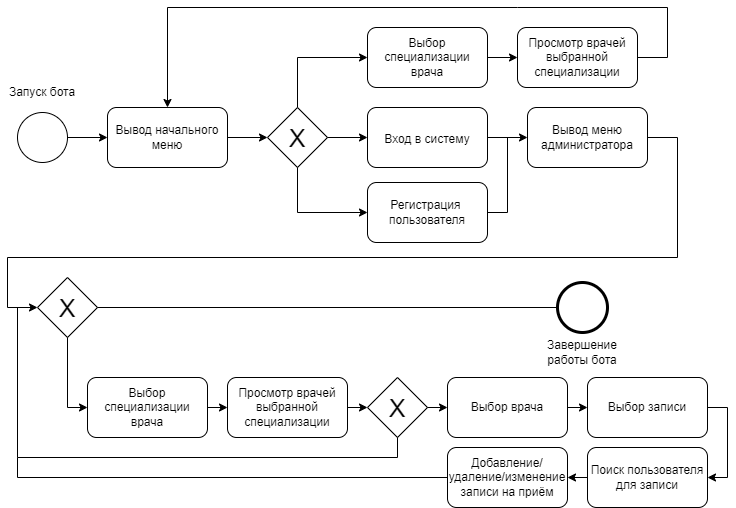 Выбор
специализации
врача
Просмотр врачей
выбранной
специализации
Запуск бота
Вывод начального
меню
X
Вход в систему
Вывод меню
администратора
Регистрация
пользователя
X
Завершение
работы бота
Выбор
специализации
врача
Просмотр врачей
выбранной
специализации
X
Выбор врача
Выбор записи
Добавление/
удаление/изменение
записи на приём
Поиск пользователя
для записи